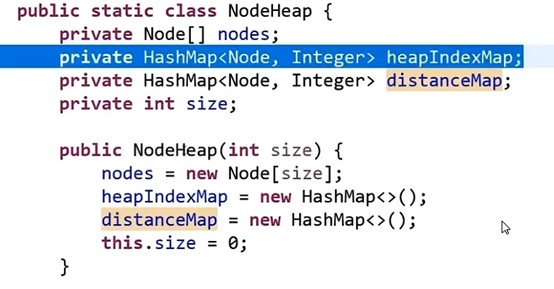 public static class NodeHeap {
private Node[] nodes;
private HashMap<Node, Integer> heapIndexMap;
private HashMap<Node, Integer> distanceMap;
private int size;
public NodeHeap(int size) {
nodes = new Node[size];
heapIndexMap = new HashMap<>();
distanceMap = new HashMap<>();
this.size = 0;
}